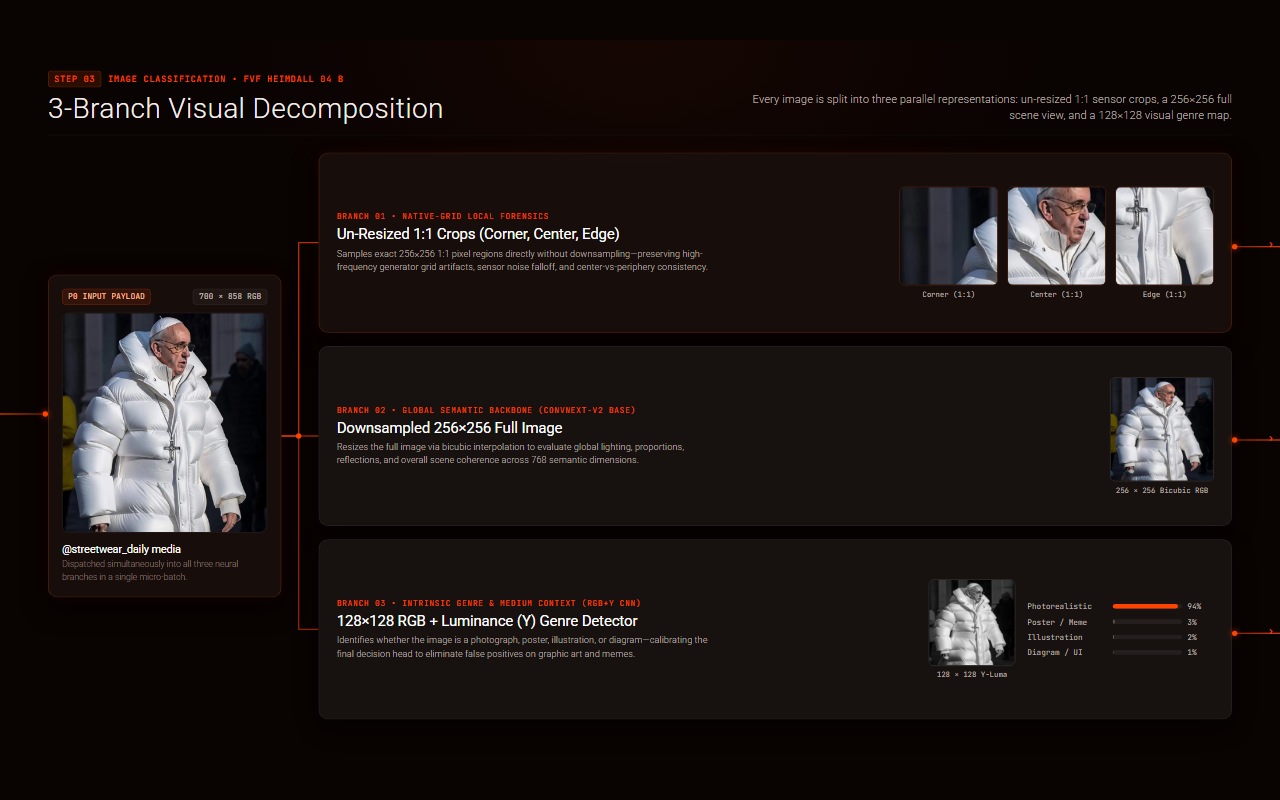 STEP 03 IMAGE CLASSIFICATION • FVF HEIMDALL G4 B
3-Branch Visual Decomposition
Every image is split into three parallel representations: un-resized 1:1 sensor crops, a 256×256 full
scene view, and a 128×128 visual genre map.
P0 INPUT PAYLOAD
700 × 858 RGB
@streetwear_daily media
Dispatched simultaneously into all three neural
branches in a single micro-batch.
BRANCH 01 • NATIVE-GRID LOCAL FORENSICS
Un-Resized 1:1 Crops (Corner, Center, Edge)
Samples exact 256×256 1:1 pixel regions directly without downsampling—preserving high-
frequency generator grid artifacts, sensor noise falloff, and center-vs-periphery consistency.
Corner (1:1)
Center (1:1)
Edge (1:1)
BRANCH 02 • GLOBAL SEMANTIC BACKBONE (CONVNEXT-V2 BASE)
Downsampled 256×256 Full Image
Resizes the full image via bicubic interpolation to evaluate global lighting, proportions,
reflections, and overall scene coherence across 768 semantic dimensions.
256 × 256 Bicubic RGB
BRANCH 03 • INTRINSIC GENRE & MEDIUM CONTEXT (RGB+Y CNN)
128×128 RGB + Luminance (Y) Genre Detector
Identifies whether the image is a photograph, poster, illustration, or diagram—calibrating the
final decision head to eliminate false positives on graphic art and memes.
128 × 128 Y-Luma
Photorealistic 94%
Poster / Meme 3%
Illustration 2%
Diagram / UI 1%